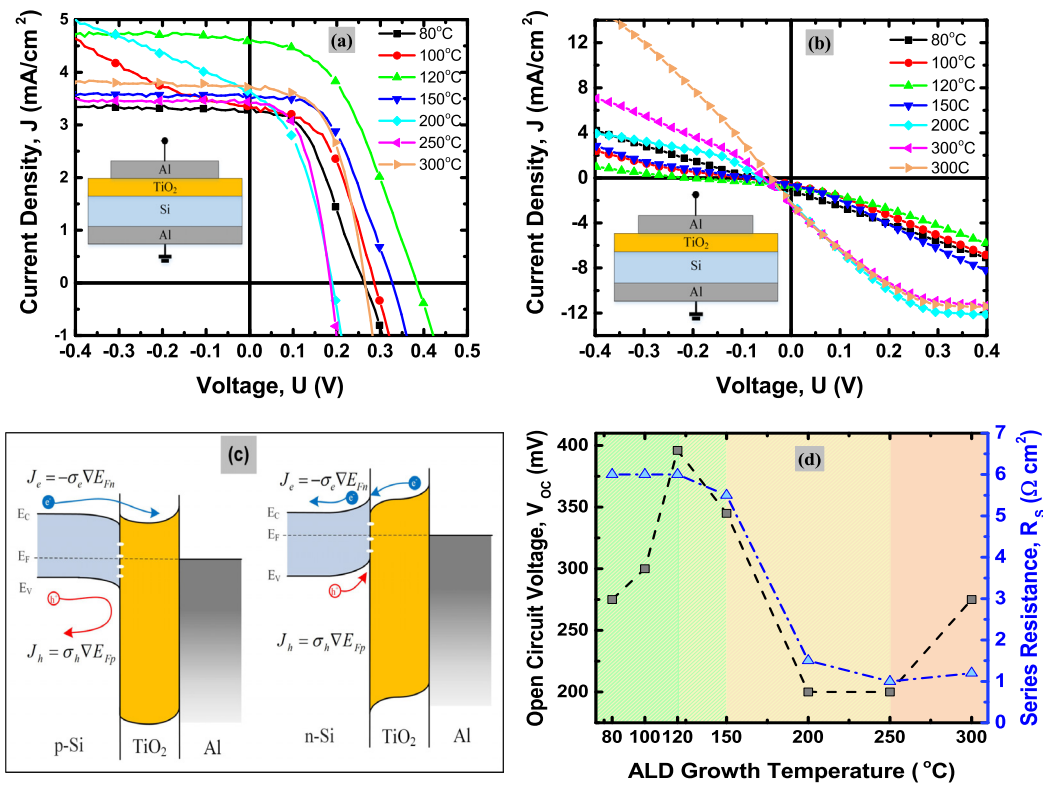 (a)
80°C
100°C
120°C
150°C
200°C
250°C
300°C
Al
TiO2
Si
Al
5
4
3
2
1
0
-1
-0.4 -0.3 -0.2 -0.1 0.0 0.1 0.2 0.3 0.4 0.5
Current Density, J (mA/cm2)
Voltage, U (V)
(b)
80°C
100°C
120°C
150C
200C
300°C
300C
Al
TiO2
Si
Al
12
8
4
0
-4
-8
-12
-0.4 -0.3 -0.2 -0.1 0.0 0.1 0.2 0.3 0.4
Current Density, J (mA/cm2)
Voltage, U (V)
(c)
Je = −σe∇EFn
e
EC
EF
EV
h
Jh = σh∇EFp
p-Si TiO2 Al
Je = −σe∇EFn
e e
EC
EF
EV
h
Jh = σh∇EFp
n-Si TiO2 Al
(d)
400
350
300
250
200
Open Circuit Voltage, VOC (mV)
7
6
5
4
3
2
1
0
Series Resistance, Rs (Ω cm2)
80 100 120 150 200 250 300
ALD Growth Temperature ( °C)